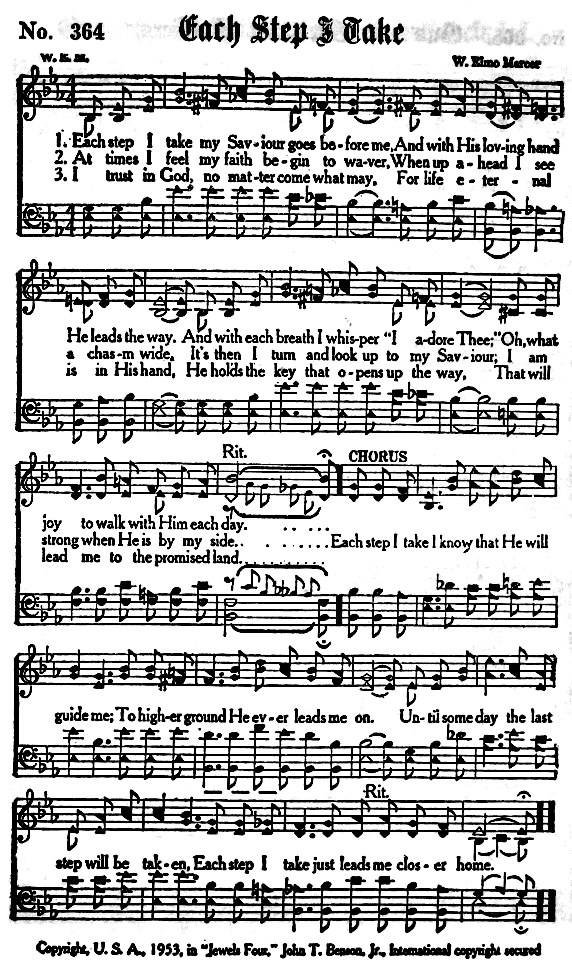 No. 364 Each Step I Take
W. E. M. W. Elmo Mercer
1. Each step I take my Sav-iour goes be-fore me, And with His lov-ing hand
2. At times I feel my faith be-gin to wa-ver, When up a-head I see
3. I trust in God, no mat-ter come what may, For life e-ter-nal
He leads the way. And with each breath I whis-per "I a-dore Thee;" Oh, what
a chas-m wide, It's then I turn and look up to my Sav-iour; I am
is in His hand, He holds the key that o-pens up the way, That will
Rit. CHORUS
joy to walk with Him each day. . . . . .
strong when He is by my side. . . . . . . Each step I take I know that He will
lead me to the promised land. . . . . . .
guide me; To high-er ground He ev-er leads me on. Un-til some day the last
Rit.
step will be tak-en, Each step I take just leads me clos-er home.
Copyright, U. S. A., 1953, in "Jewels Four," John T. Benson, Jr., International copyright secured